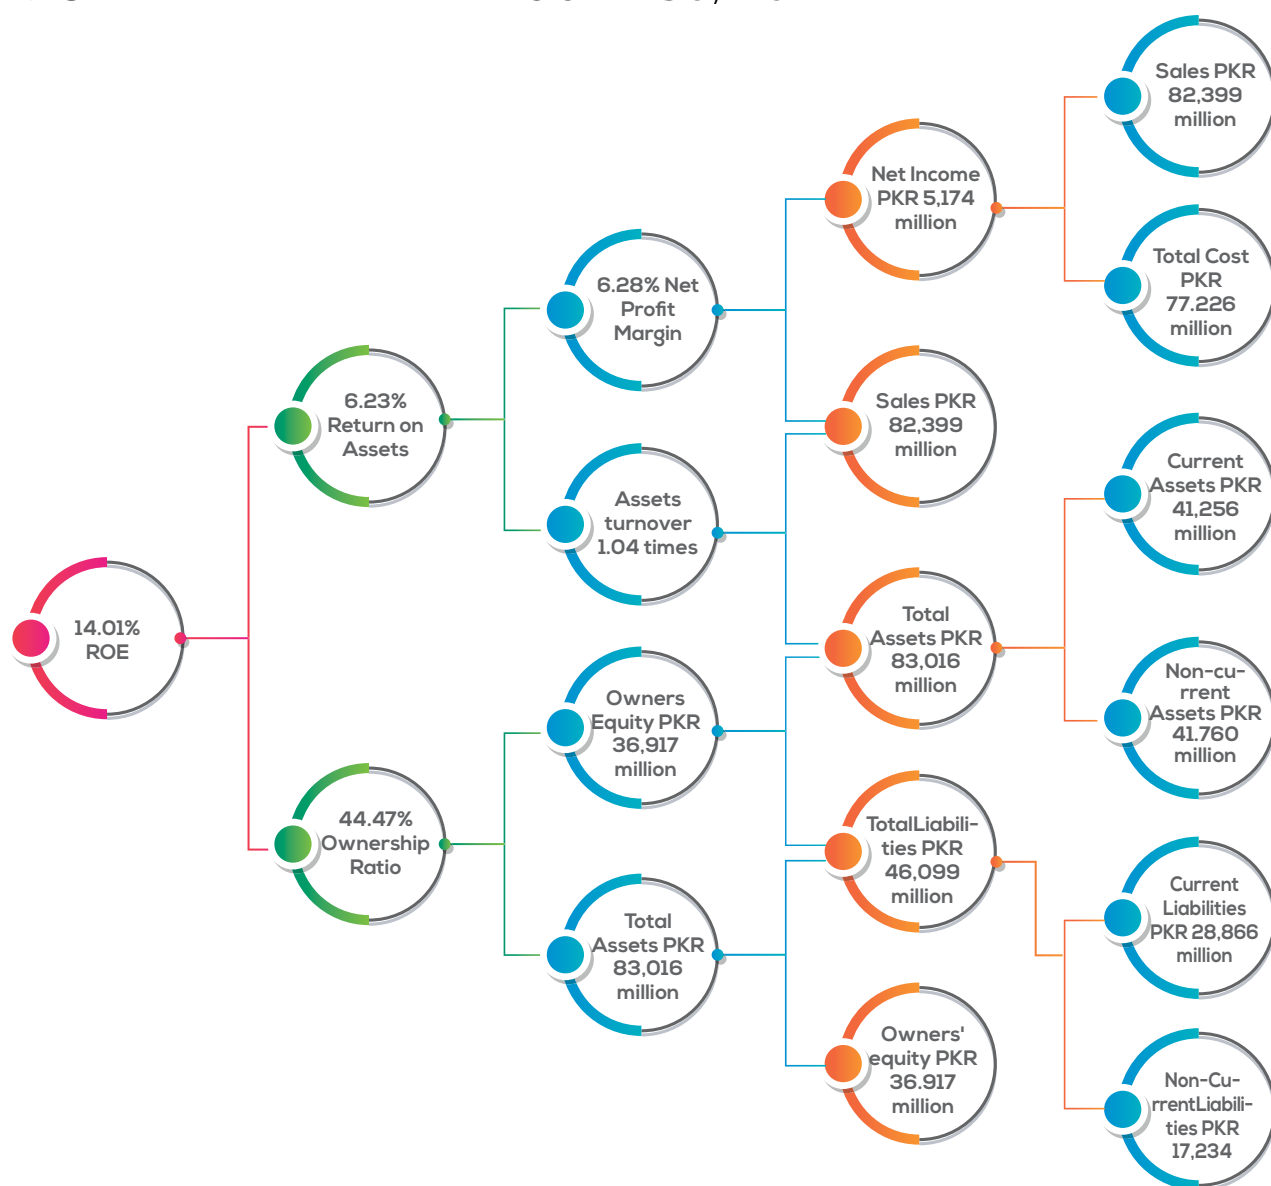 14.01%
ROE
6.23%
Return on
Assets
44.47%
Ownership
Ratio
6.28% Net
Profit
Margin
Assets
turnover
1.04 times
Owners
Equity PKR
36,917
million
Total
Assets PKR
83,016
million
Net Income
PKR 5,174
million
Sales PKR
82,399
million
Total
Assets PKR
83,016
million
TotalLiabili-
ties PKR
46,099
million
Owners'
equity PKR
36.917
million
Sales PKR
82,399
million
Total Cost
PKR
77.226
million
Current
Assets PKR
41,256
million
Non-cu-
rrent
Assets PKR
41.760
million
Current
Liabilities
PKR 28,866
million
Non-Cu-
rrentLiabili-
ties PKR
17,234